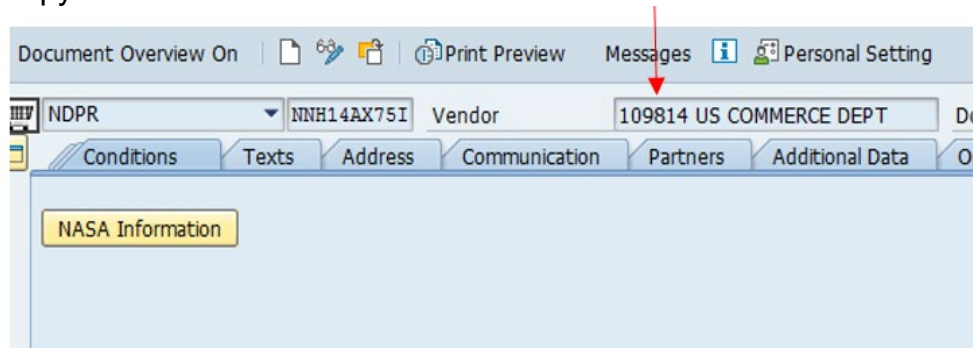 Document Overview On Print Preview Messages Personal Setting
NDPR NNH14AX75I Vendor 109814 US COMMERCE DEPT
Conditions Texts Address Communication Partners Additional Data
NASA Information